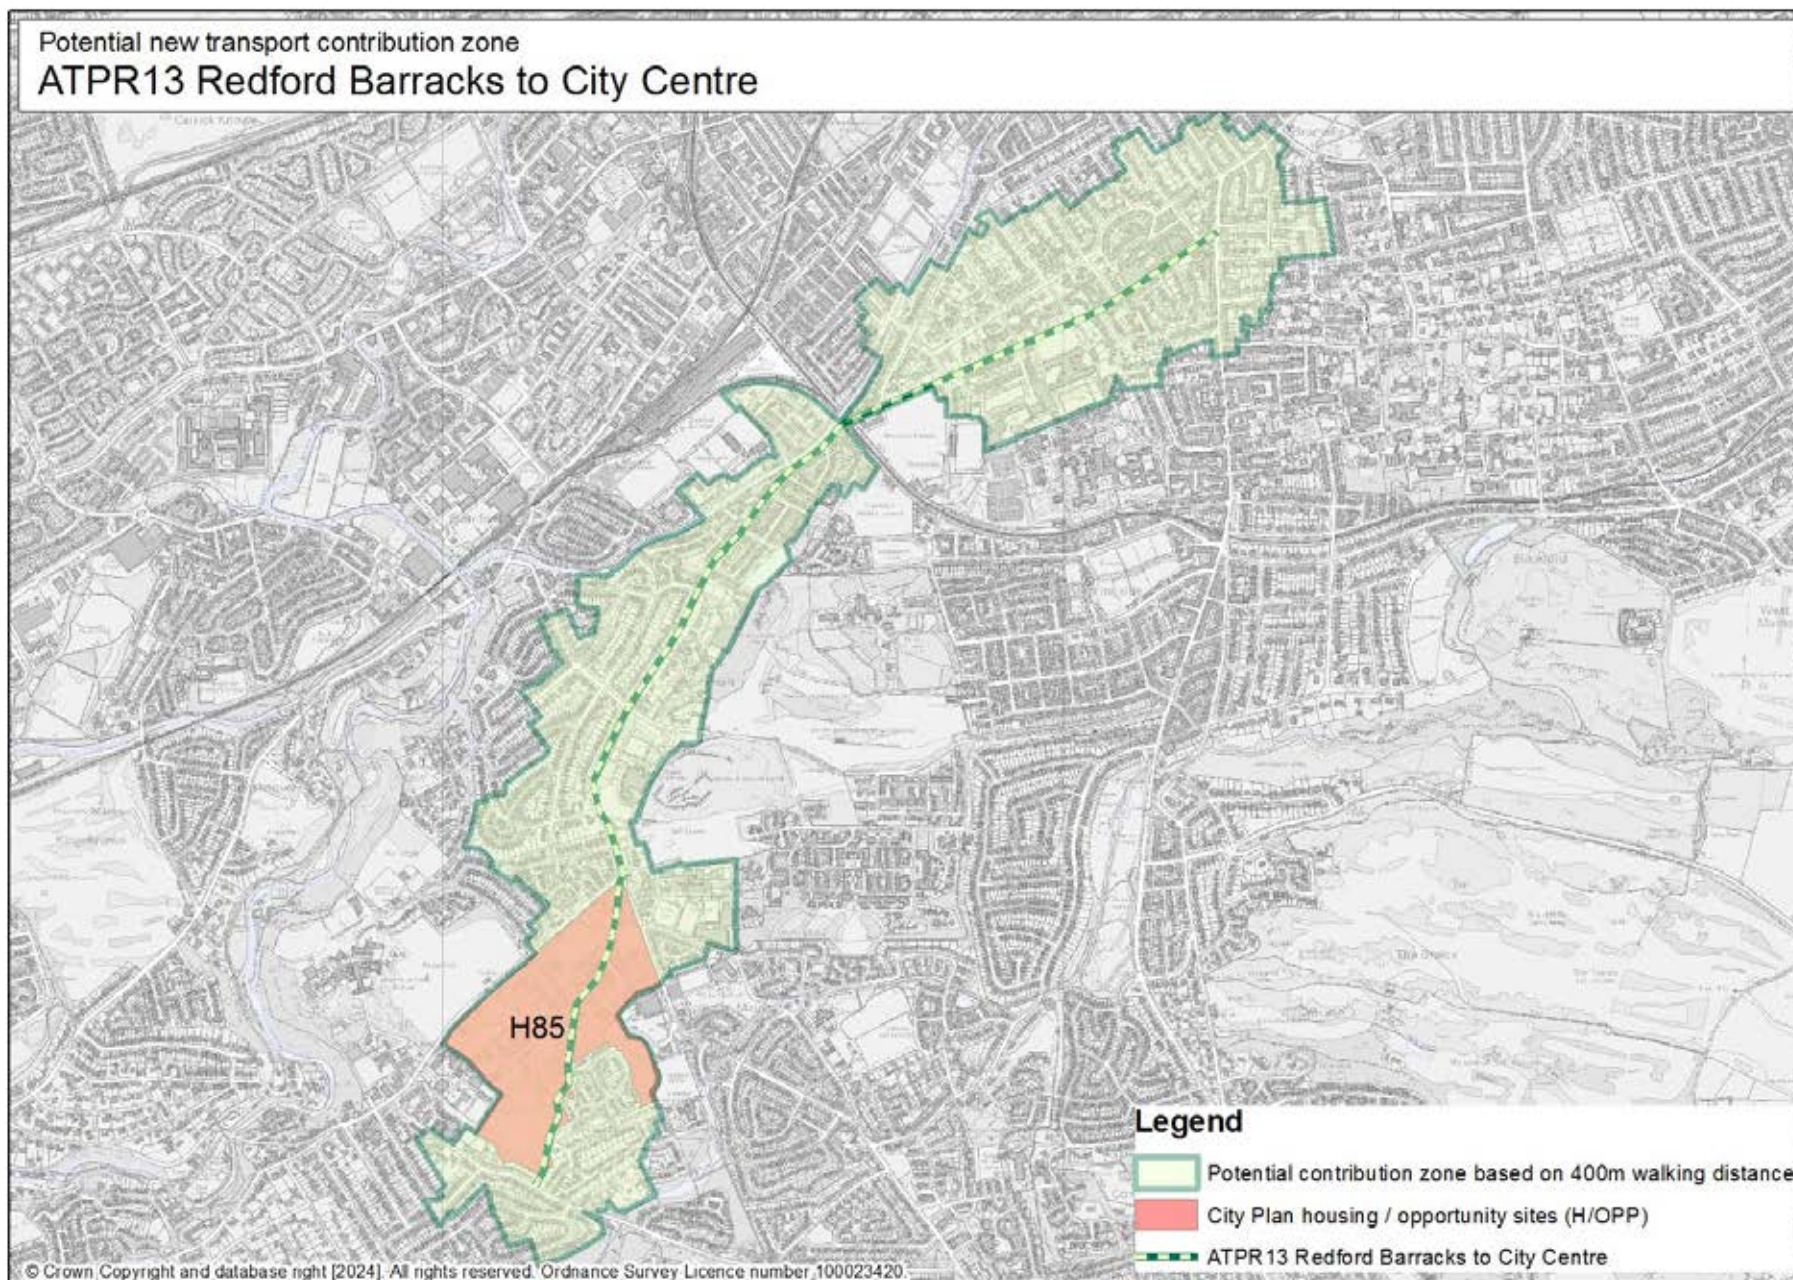 Potential new transport contribution zone
ATPR13 Redford Barracks to City Centre
H85
Legend
Potential contribution zone based on 400m walking distance
City Plan housing / opportunity sites (H/OPP)
ATPR13 Redford Barracks to City Centre
© Crown Copyright and database right [2024]. All rights reserved. Ordnance Survey Licence number 100023420.